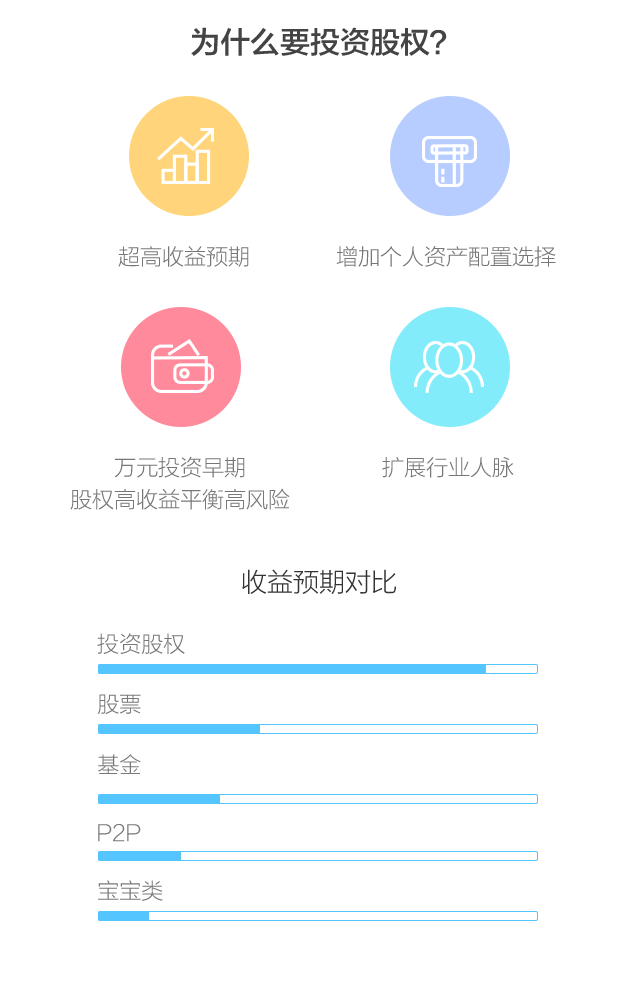 为什么要投资股权?
超高收益预期
增加个人资产配置选择
万元投资早期
股权高收益平衡高风险
扩展行业人脉
收益预期对比
投资股权
股票
基金
P2P
宝宝类